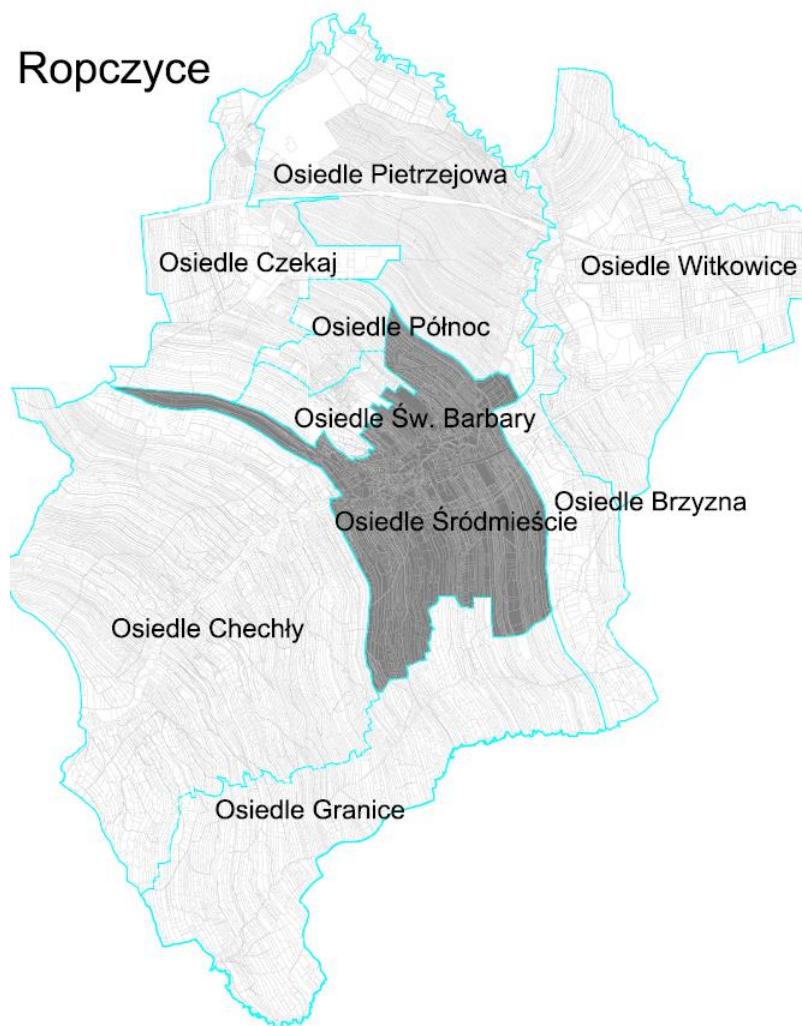 Ropczyce
Osiedle Pietrzejowa
Osiedle Czekaj
Osiedle Witkowice
Osiedle Północ
Osiedle Św. Barbary
Osiedle Brzyzna
Osiedle Śródmieście
Osiedle Chechły
Osiedle Granice